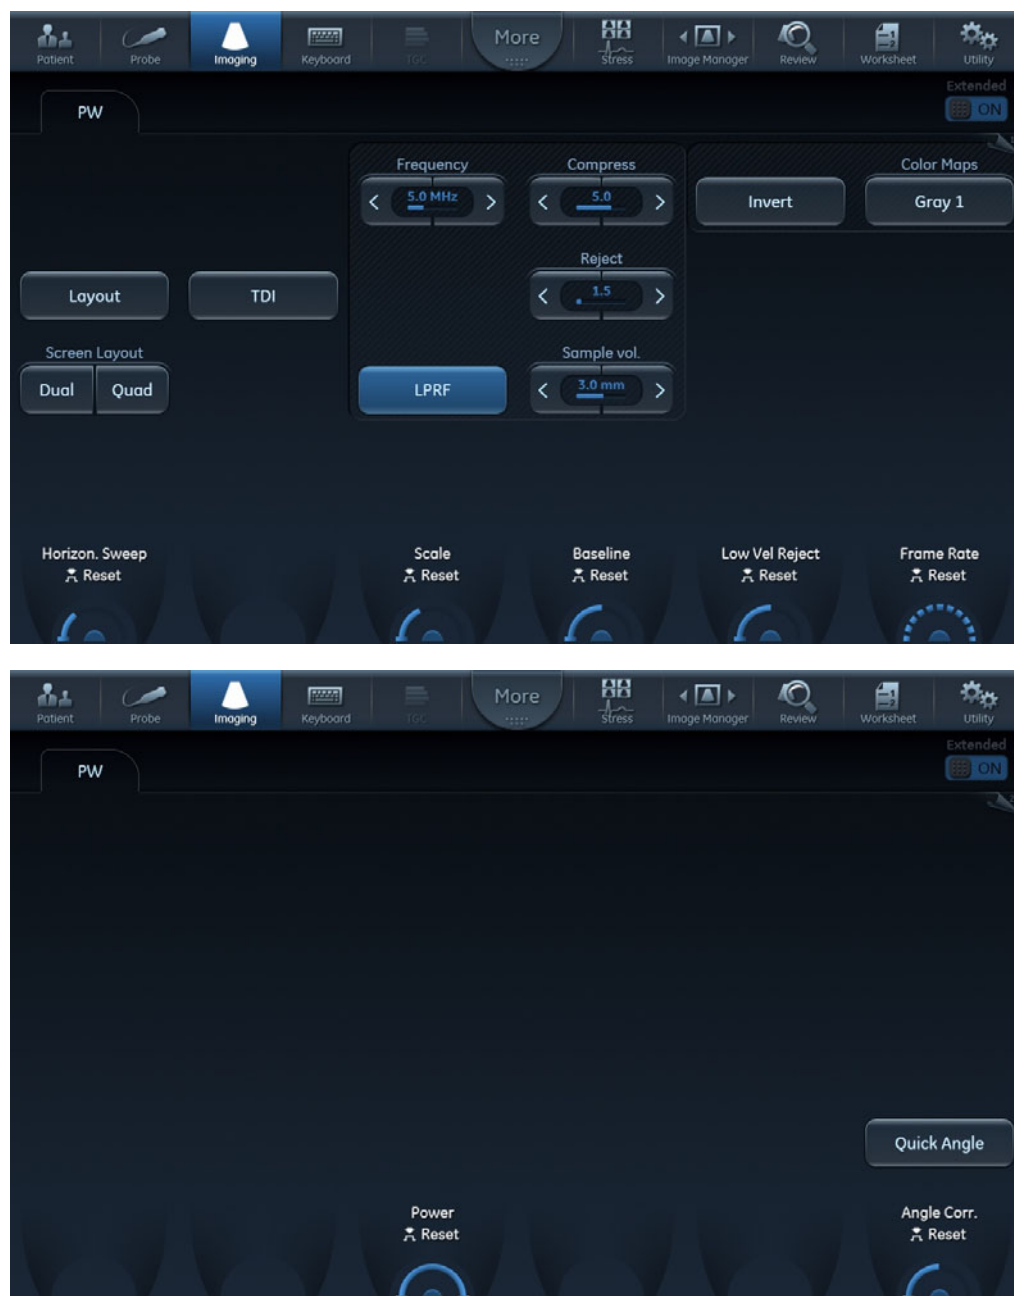 Patient Probe Imaging Keyboard TGC More Stress Image Manager Review Worksheet Utility
Extended
PW ON
Frequency Compress Color Maps
5.0 MHz 5.0 Invert Gray 1
Reject
Layout TDI 1.5
Screen Layout Sample vol.
Dual Quad LPRF 3.0 mm
Horizon. Sweep Scale Baseline Low Vel Reject Frame Rate
Reset Reset Reset Reset Reset
Patient Probe Imaging Keyboard TGC More Stress Image Manager Review Worksheet Utility
Extended
PW ON
Quick Angle
Power Angle Corr.
Reset Reset